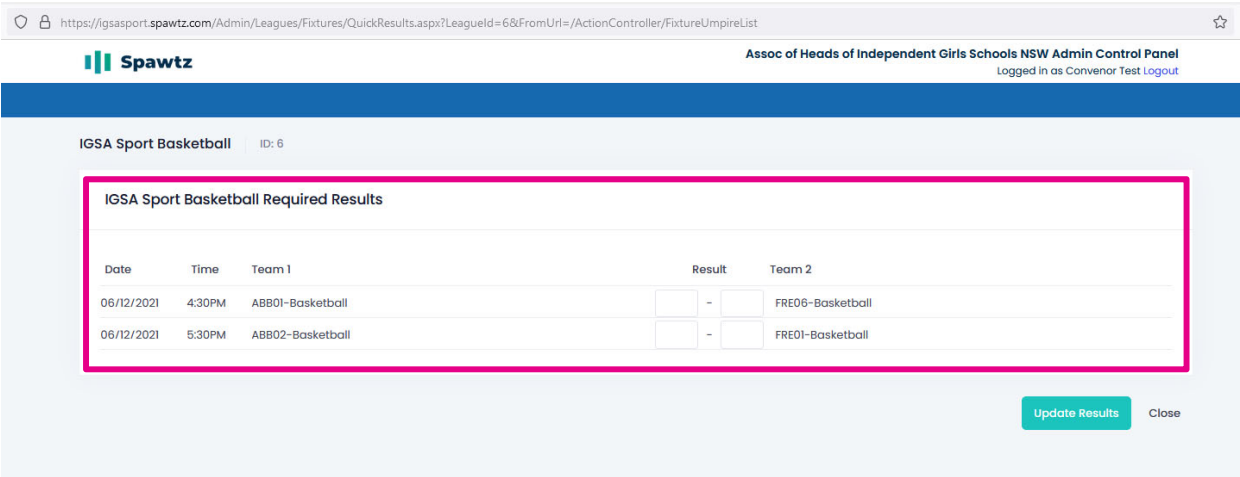 https://igsasport.spawtz.com/Admin/Leagues/Fixtures/QuickResults.aspx?LeagueId=6&FromUrl=/ActionController/FixtureUmpireList
Spawtz
Assoc of Heads of Independent Girls Schools NSW Admin Control Panel
Logged in as Convenor Test Logout
IGSA Sport Basketball ID: 6
IGSA Sport Basketball Required Results
Date Time Team 1 Result Team 2
06/12/2021 4:30PM ABB01-Basketball - FRE06-Basketball
06/12/2021 5:30PM ABB02-Basketball - FRE01-Basketball
Update Results Close